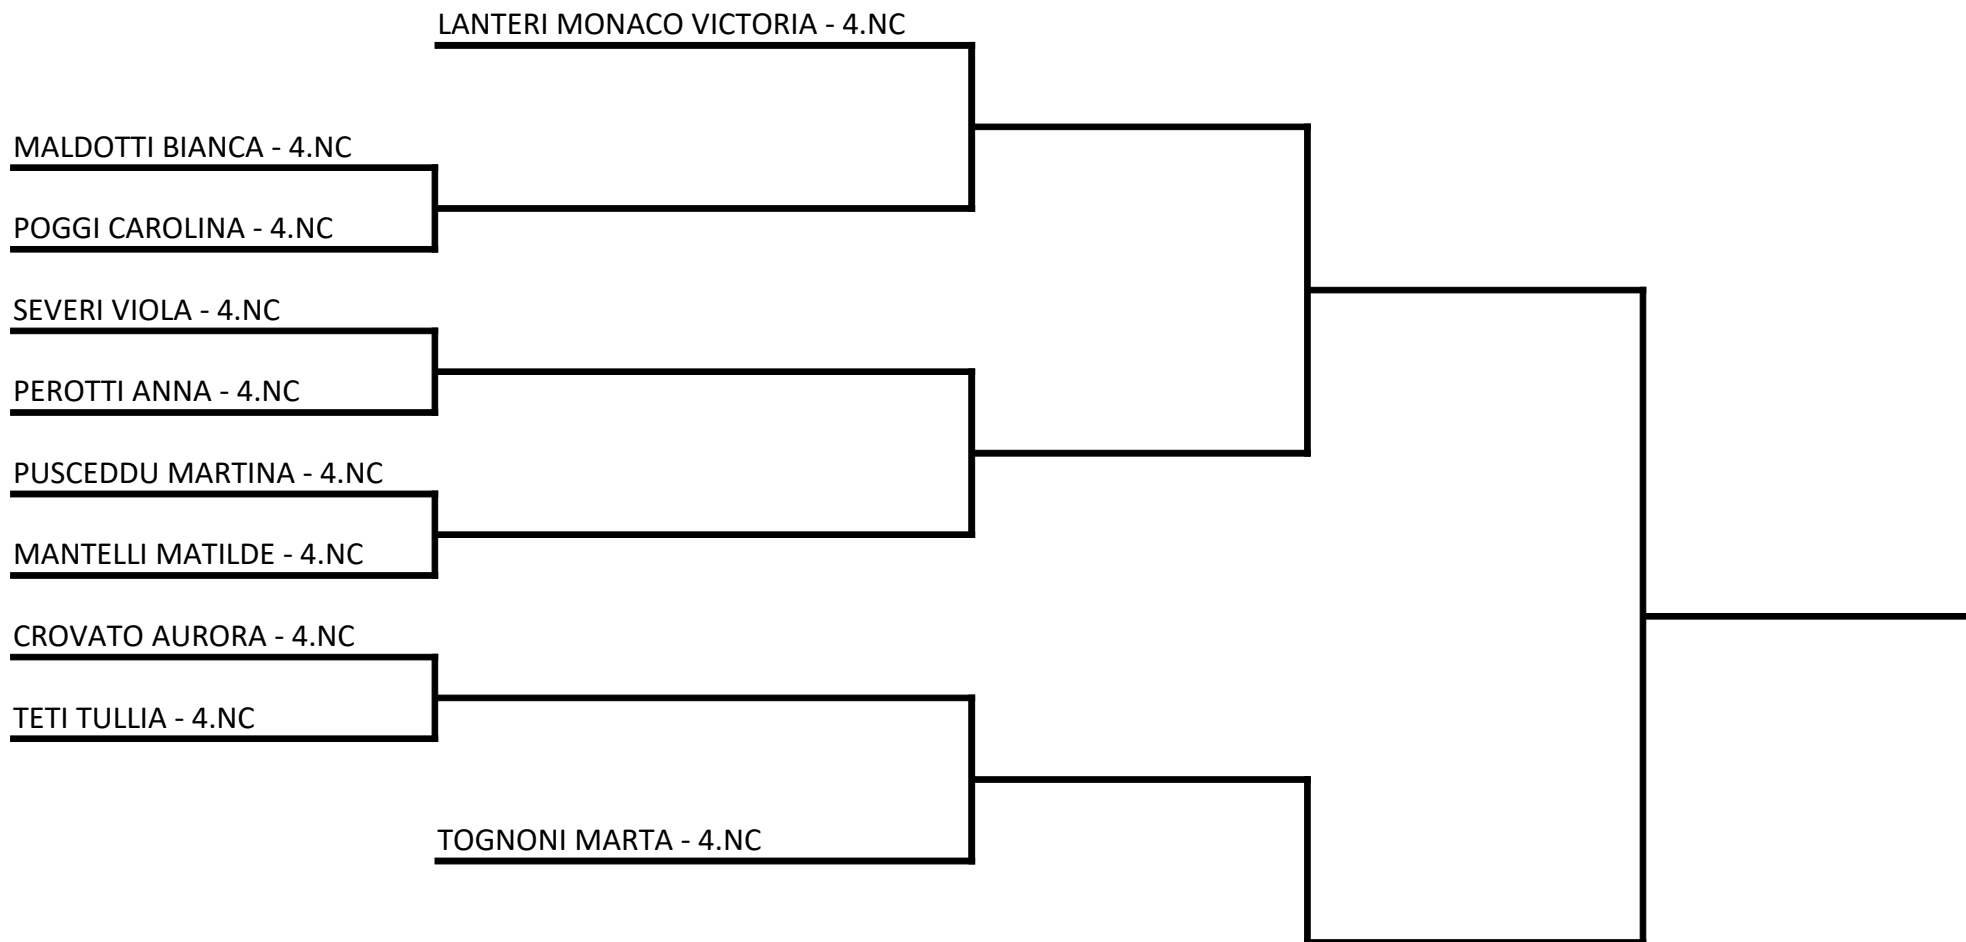 LANTERI MONACO VICTORIA - 4.NC
MALDOTTI BIANCA - 4.NC
POGGI CAROLINA - 4.NC
SEVERI VIOLA - 4.NC
PEROTTI ANNA - 4.NC
PUSCEDDU MARTINA - 4.NC
MANTELLI MATILDE - 4.NC
CROVATO AURORA - 4.NC
TETI TULLIA - 4.NC
TOGNONI MARTA - 4.NC